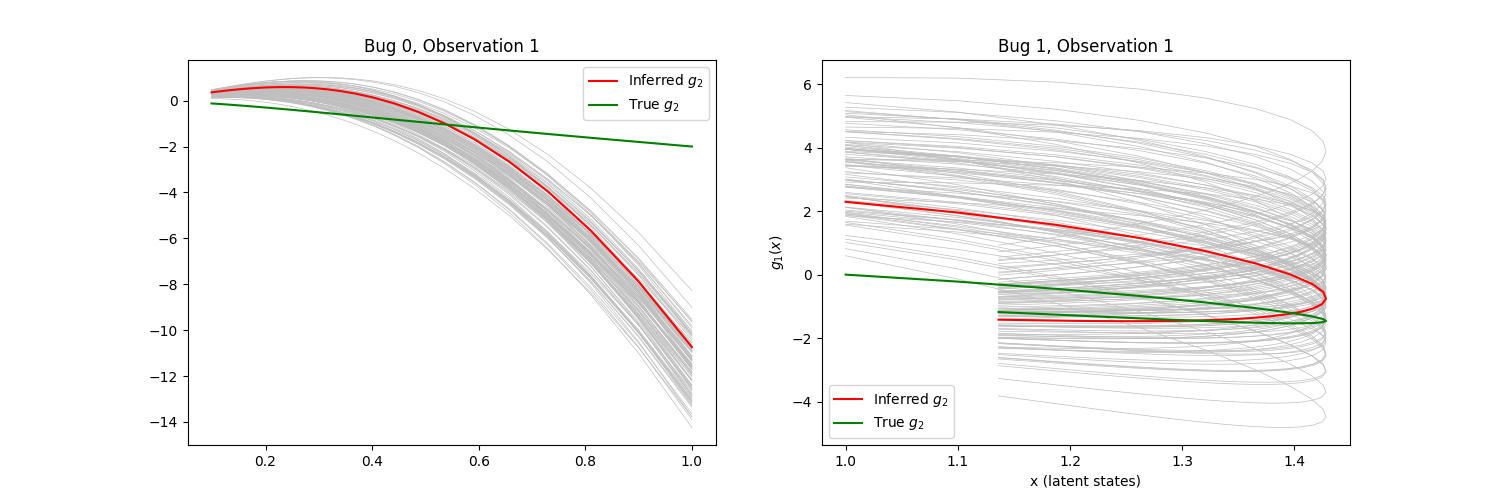 Bug 0, Observation 1
0
−2
−4
−6
−8
−10
−12
−14
0.2 0.4 0.6 0.8 1.0
Inferred g₂
True g₂
Bug 1, Observation 1
g₁(x)
6
4
2
0
−2
−4
1.0 1.1 1.2 1.3 1.4
x (latent states)
Inferred g₂
True g₂